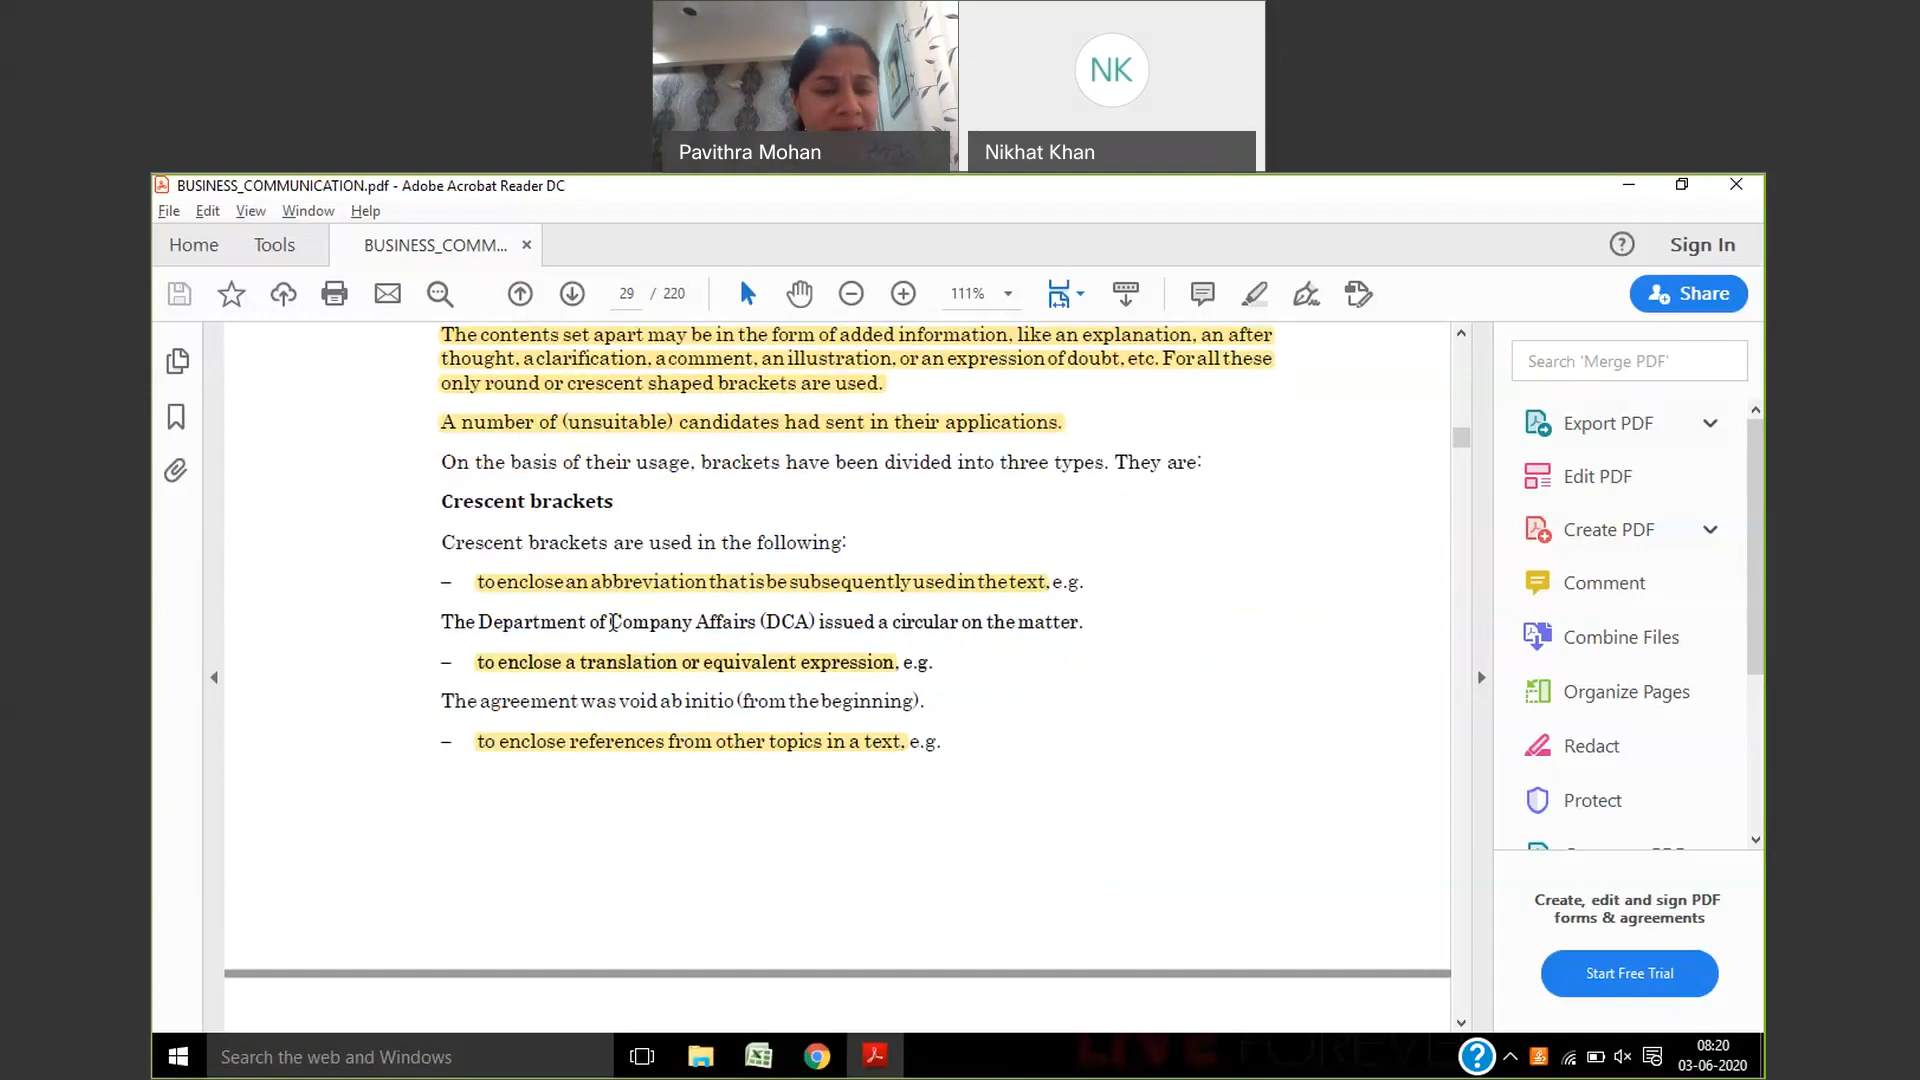 NK
Pavithra Mohan
Nikhat Khan
BUSINESS_COMMUNICATION.pdf - Adobe Acrobat Reader DC
File Edit View Window Help
Home Tools BUSINESS_COMM... Sign In
29 / 220 111% Share
The contents set apart may be in the form of added information, like an explanation, an after
thought, a clarification, a comment, an illustration, or an expression of doubt, etc. For all these
only round or crescent shaped brackets are used.
A number of (unsuitable) candidates had sent in their applications.
On the basis of their usage, brackets have been divided into three types. They are:
Crescent brackets
Crescent brackets are used in the following:
– to enclose an abbreviation that is be subsequently used in the text, e.g.
The Department of Company Affairs (DCA) issued a circular on the matter.
– to enclose a translation or equivalent expression, e.g.
The agreement was void ab initio (from the beginning).
– to enclose references from other topics in a text, e.g.
Search 'Merge PDF'
Export PDF
Edit PDF
Create PDF
Comment
Combine Files
Organize Pages
Redact
Protect
Create, edit and sign PDF
forms & agreements
Start Free Trial
Search the web and Windows
LIVE FOREVE
08:20
03-06-2020